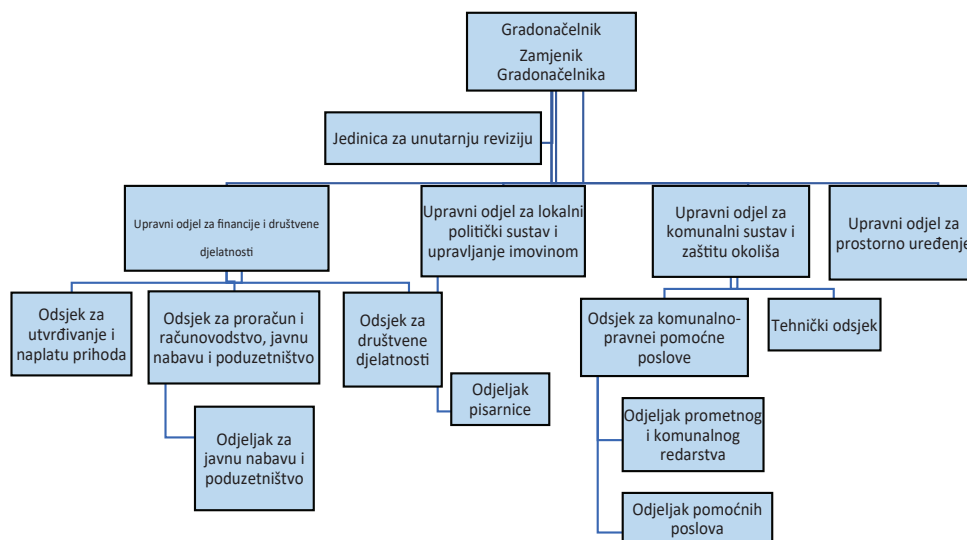 Gradonačelnik
Zamjenik
Gradonačelnika
Jedinica za unutarnju reviziju
Upravni odjel za financije i društvene
djelatnosti
Upravni odjel za lokalni
politički sustav i
upravljanje imovinom
Upravni odjel za
komunalni sustav i
zaštitu okoliša
Upravni odjel za
prostorno uređenje
Odsjek za
utvrđivanje i
naplatu prihoda
Odsjek za proračun i
računovodstvo, javnu
nabavu i poduzetništvo
Odsjek za
društvene
djelatnosti
Odsjek za komunalno-
pravnei pomoćne
poslove
Tehnički odsjek
Odjeljak
pisarnice
Odjeljak za
javnu nabavu i
poduzetništvo
Odjeljak prometnog
i komunalnog
redarstva
Odjeljak pomoćnih
poslova